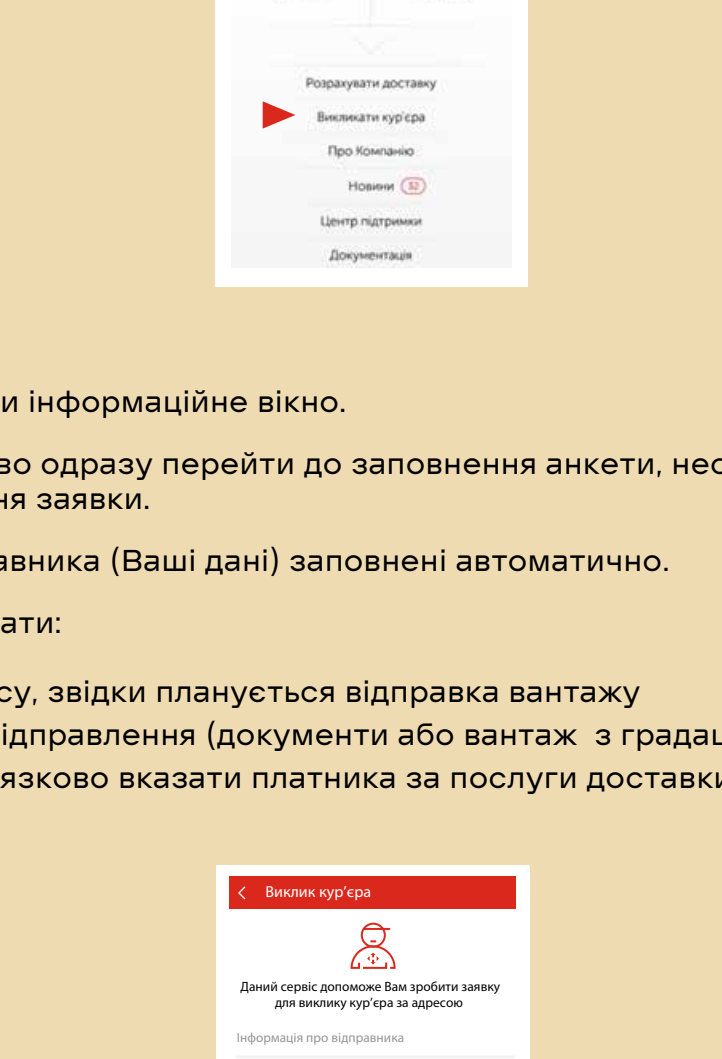 Розрахувати доставку
Викликати кур'єра
Про Компанію
Новини 32
Центр підтримки
Документація
и інформаційне вікно.
во одразу перейти до заповнення анкети, нео
ня заявки.
авника (Ваші дані) заповнені автоматично.
ати:
су, звідки планується відправка вантажу
ідправлення (документи або вантаж з градац
язково вказати платника за послуги доставки
Виклик кур’єра
Даний сервіс допоможе Вам зробити заявку
для виклику кур’єра за адресою
Інформація про відправника